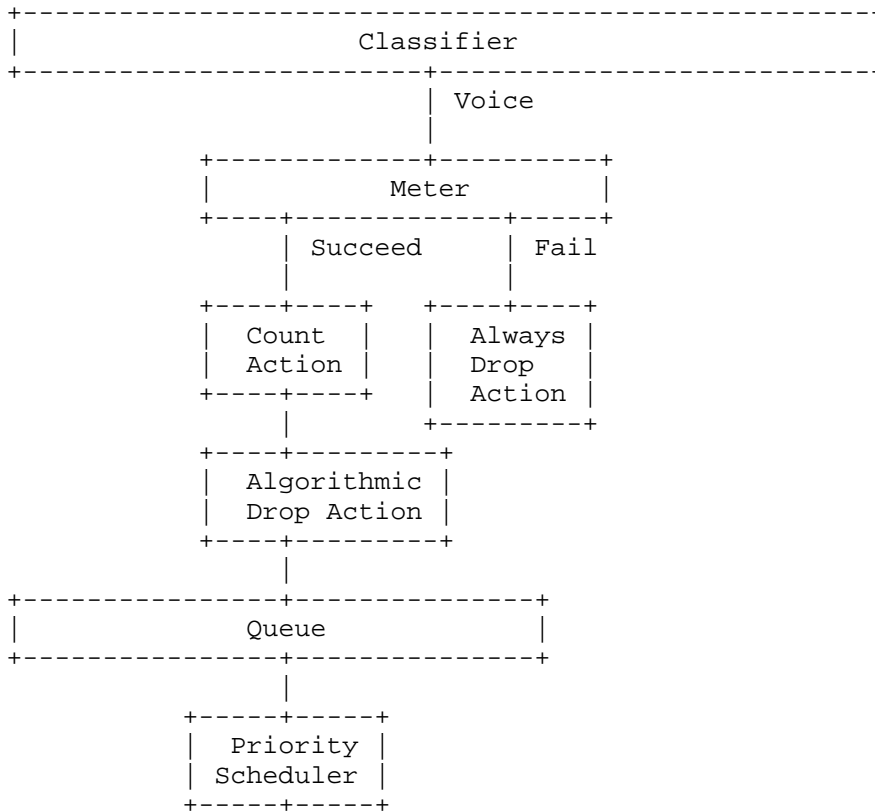 Classifier
Voice
Meter
Succeed Fail
Count Always
Action Drop
Action
Algorithmic
Drop Action
Queue
Priority
Scheduler